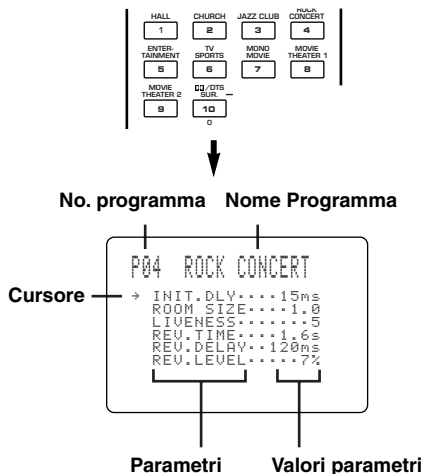 HALL CHURCH JAZZ CLUB ROCK CONCERT
1 2 3 4
ENTER-TAINMENT TV SPORTS MONO MOVIE MOVIE THEATER 1
5 6 7 8
MOVIE THEATER 2 /DTS SUR.
9 10
0
No. programma Nome Programma
P04 ROCK CONCERT
Cursore
→ INIT.DLY････15ms
ROOM SIZE････1.0
LIVENESS･･････5
REV.TIME････1.6s
REV.DELAY･･120ms
REV.LEVEL･････7%
Parametri Valori parametri